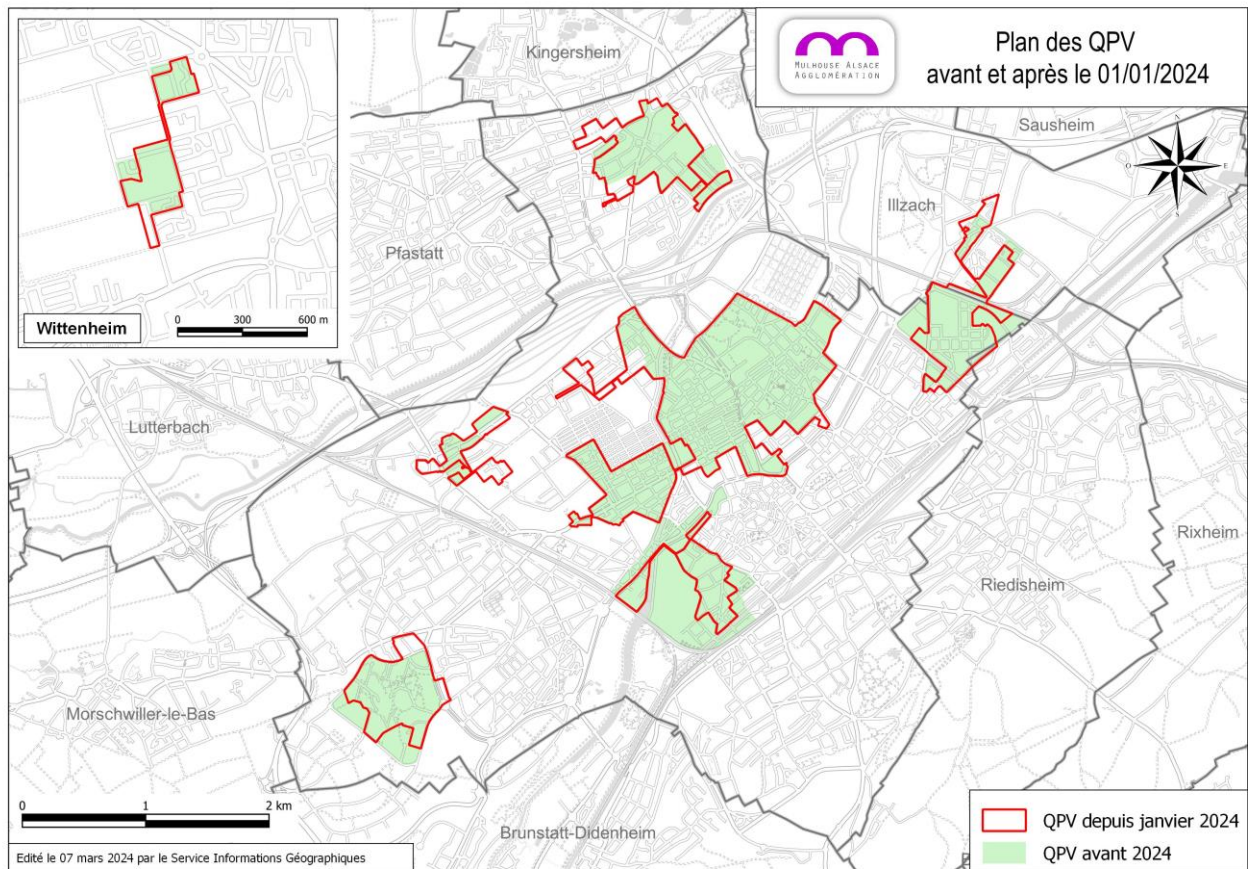 Plan des QPV
avant et après le 01/01/2024
MULHOUSE ALSACE
AGGLOMÉRATION
Kingersheim
Sausheim
N
O
E
S
Illzach
Pfastatt
Wittenheim
0 300 600 m
Lutterbach
Rixheim
Riedisheim
Morschwiller-le-Bas
Brunstatt-Didenheim
0 1 2 km
QPV depuis janvier 2024
QPV avant 2024
Edité le 07 mars 2024 par le Service Informations Géographiques